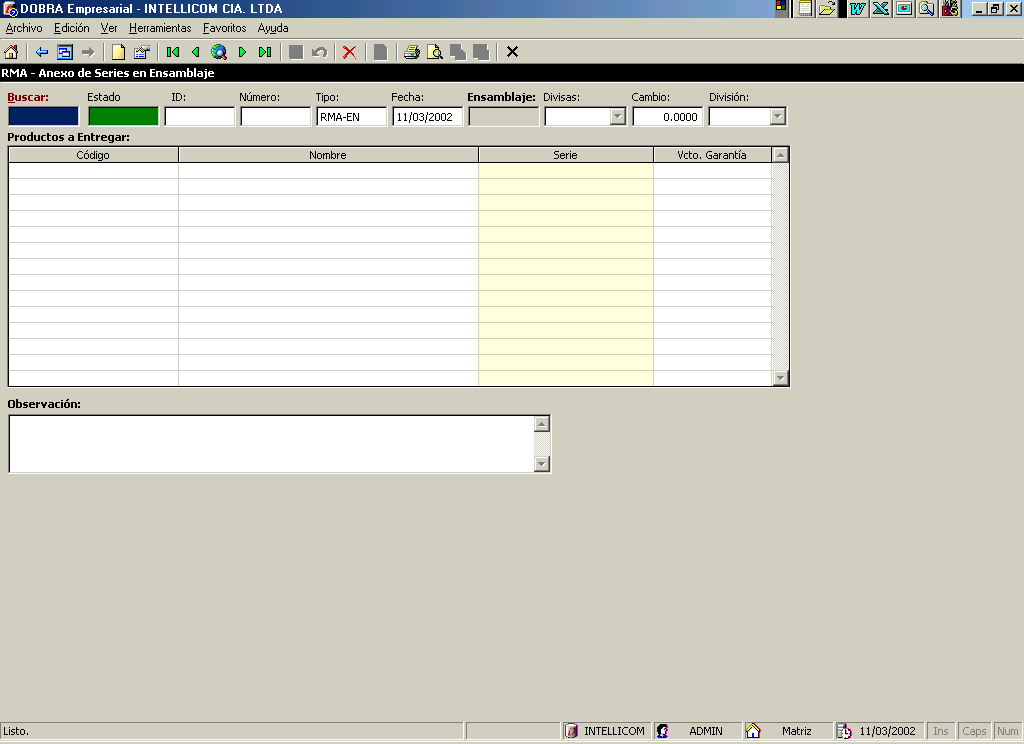 DOBRA Empresarial - INTELLICOM CIA. LTDA
Archivo Edición Ver Herramientas Favoritos Ayuda
RMA - Anexo de Series en Ensamblaje
Buscar: Estado ID: Número: Tipo: Fecha: Ensamblaje: Divisas: Cambio: División:
RMA-EN 11/03/2002 0.0000
Productos a Entregar:
Código Nombre Serie Vcto. Garantía
Observación:
Listo. INTELLICOM ADMIN Matriz 11/03/2002 Ins Caps Num